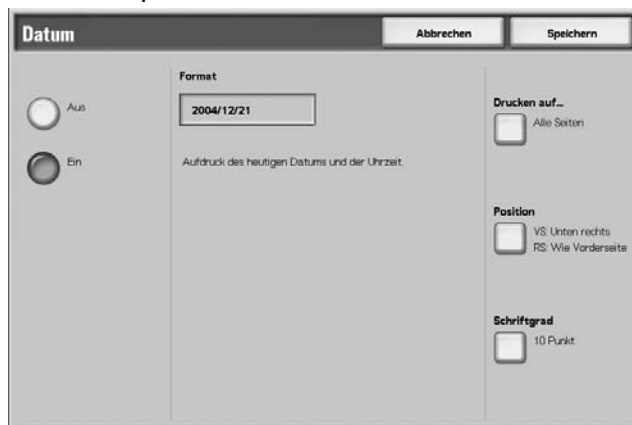 Datum
Abbrechen
Speichern
Aus
Ein
Format
2004/12/21
Aufdruck des heutigen Datums und der Uhrzeit.
Drucken auf...
Alle Seiten
Position
VS: Unten rechts
RS: Wie Vorderseite
Schriftgrad
10 Punkt